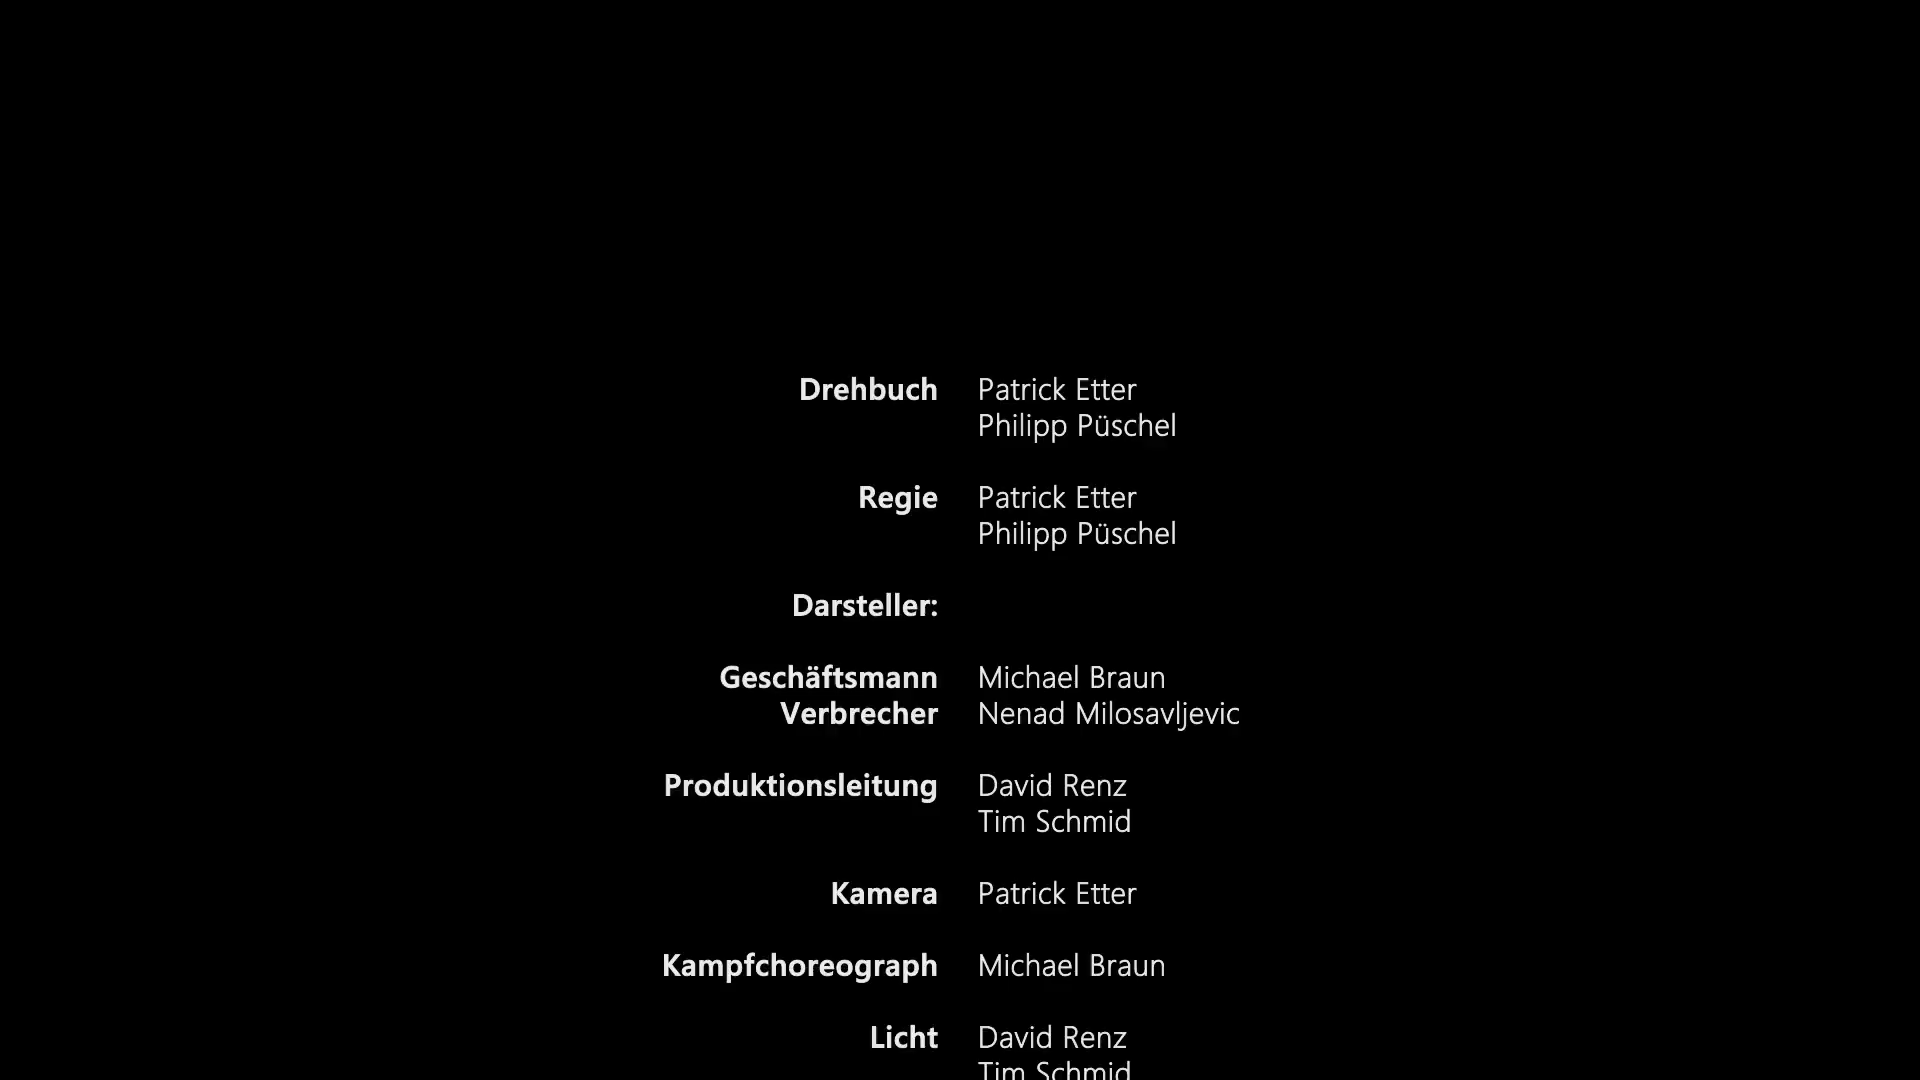 Drehbuch Patrick Etter
Philipp Püschel
Regie Patrick Etter
Philipp Püschel
Darsteller:
Geschäftsmann Michael Braun
Verbrecher Nenad Milosavljevic
Produktionsleitung David Renz
Tim Schmid
Kamera Patrick Etter
Kampfchoreograph Michael Braun
Licht David Renz
Tim Schmid